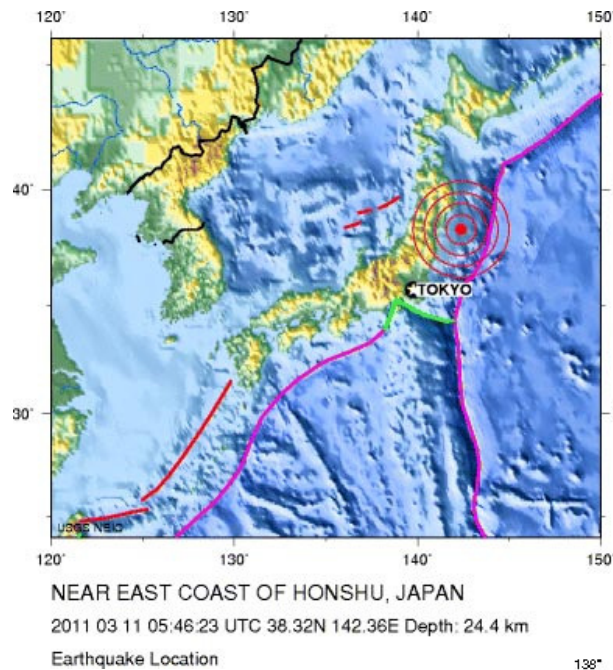 120° 130° 140° 150°
40°
TOKYO
30°
USGS NEIC
120° 130° 140° 150°
NEAR EAST COAST OF HONSHU, JAPAN
2011 03 11 05:46:23 UTC 38.32N 142.36E Depth: 24.4 km
Earthquake Location
138°